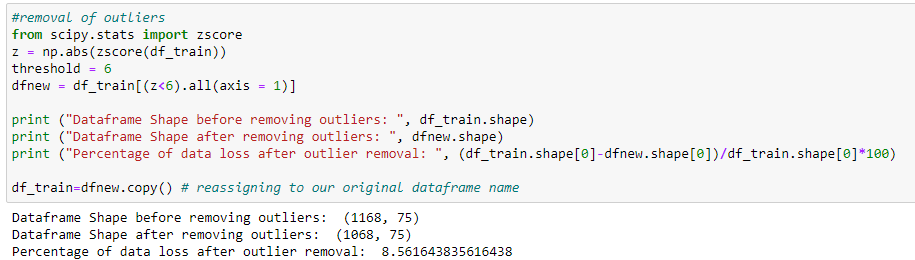 #removal of outliers
from scipy.stats import zscore
z = np.abs(zscore(df_train))
threshold = 6
dfnew = df_train[(z<6).all(axis = 1)]
print ("Dataframe Shape before removing outliers: ", df_train.shape)
print ("Dataframe Shape after removing outliers: ", dfnew.shape)
print ("Percentage of data loss after outlier removal: ", (df_train.shape[0]-dfnew.shape[0])/df_train.shape[0]*100)
df_train=dfnew.copy() # reassigning to our original dataframe name
Dataframe Shape before removing outliers:  (1168, 75)
Dataframe Shape after removing outliers:  (1068, 75)
Percentage of data loss after outlier removal:  8.561643835616438